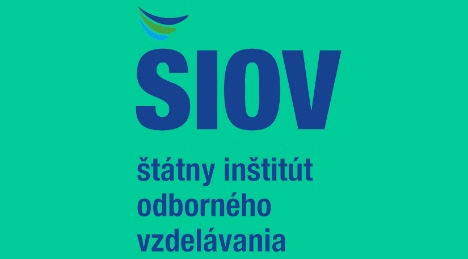 ŠIOV
štátny inštitút
odborného
vzdelávania